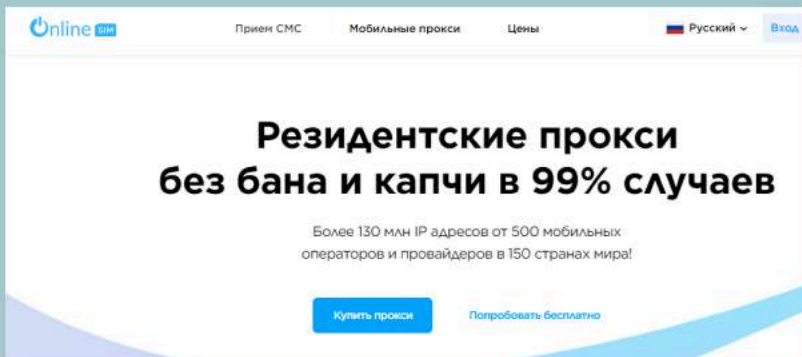 Online SIM
Прием СМС
Мобильные прокси
Цены
Русский
Вход
Резидентские прокси
без бана и капчи в 99% случаев
Более 130 млн IP адресов от 500 мобильных
операторов и провайдеров в 150 странах мира!
Купить прокси
Попробовать бесплатно